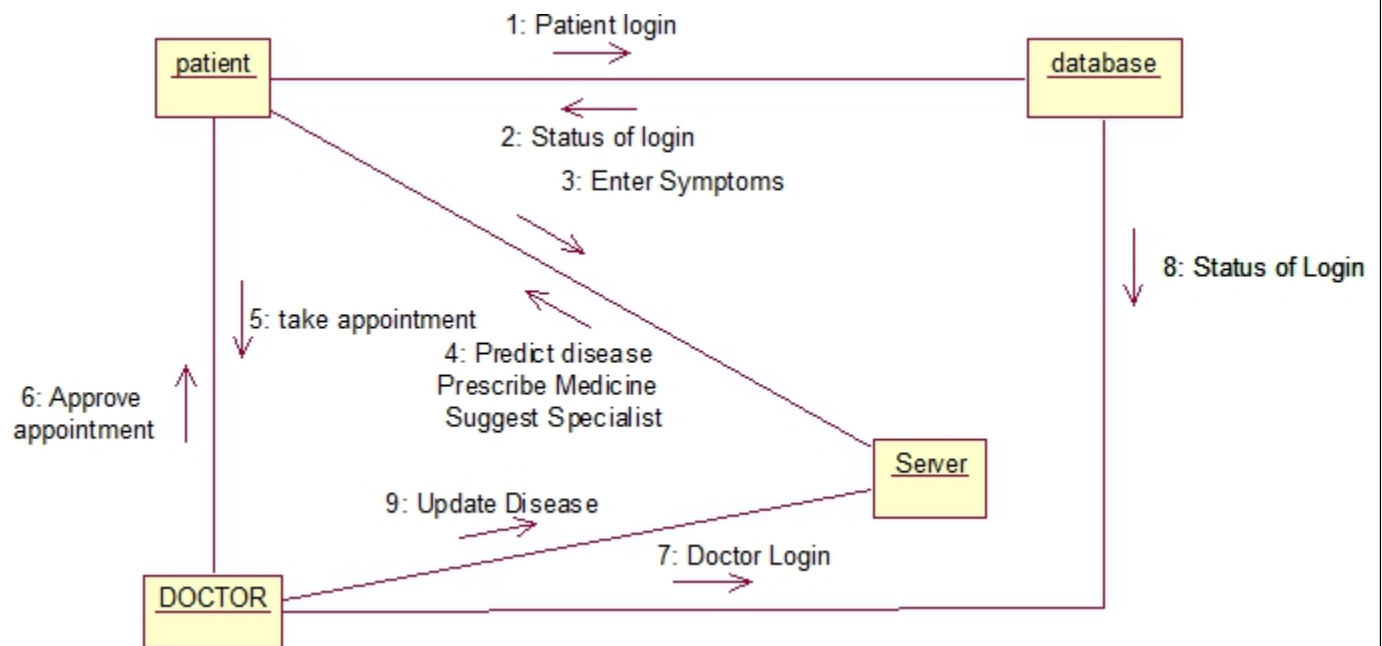 1: Patient login
patient
database
2: Status of login
3: Enter Symptoms
8: Status of Login
5: take appointment
4: Predict disease
Prescribe Medicine
Suggest Specialist
6: Approve
appointment
Server
9: Update Disease
7: Doctor Login
DOCTOR